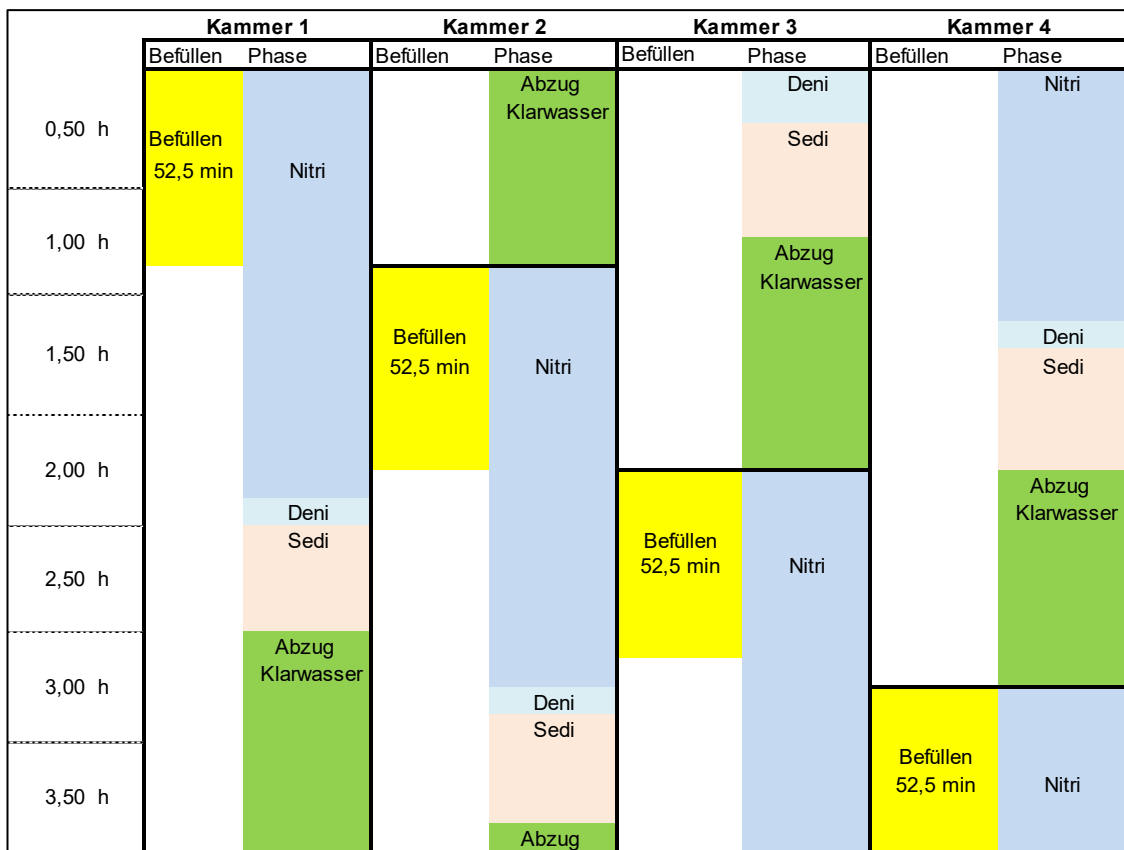 Kammer 1 Kammer 2 Kammer 3 Kammer 4
Befüllen Phase Befüllen Phase Befüllen Phase Befüllen Phase
Abzug Deni Nitri
Klarwasser
0,50 h Befüllen Sedi
52,5 min Nitri
1,00 h Abzug
Klarwasser
Befüllen Deni
1,50 h 52,5 min Nitri Sedi
2,00 h Abzug
Deni Klarwasser
Sedi Befüllen
2,50 h 52,5 min Nitri
Abzug
Klarwasser
3,00 h Deni
Sedi
Befüllen
3,50 h 52,5 min Nitri
Abzug